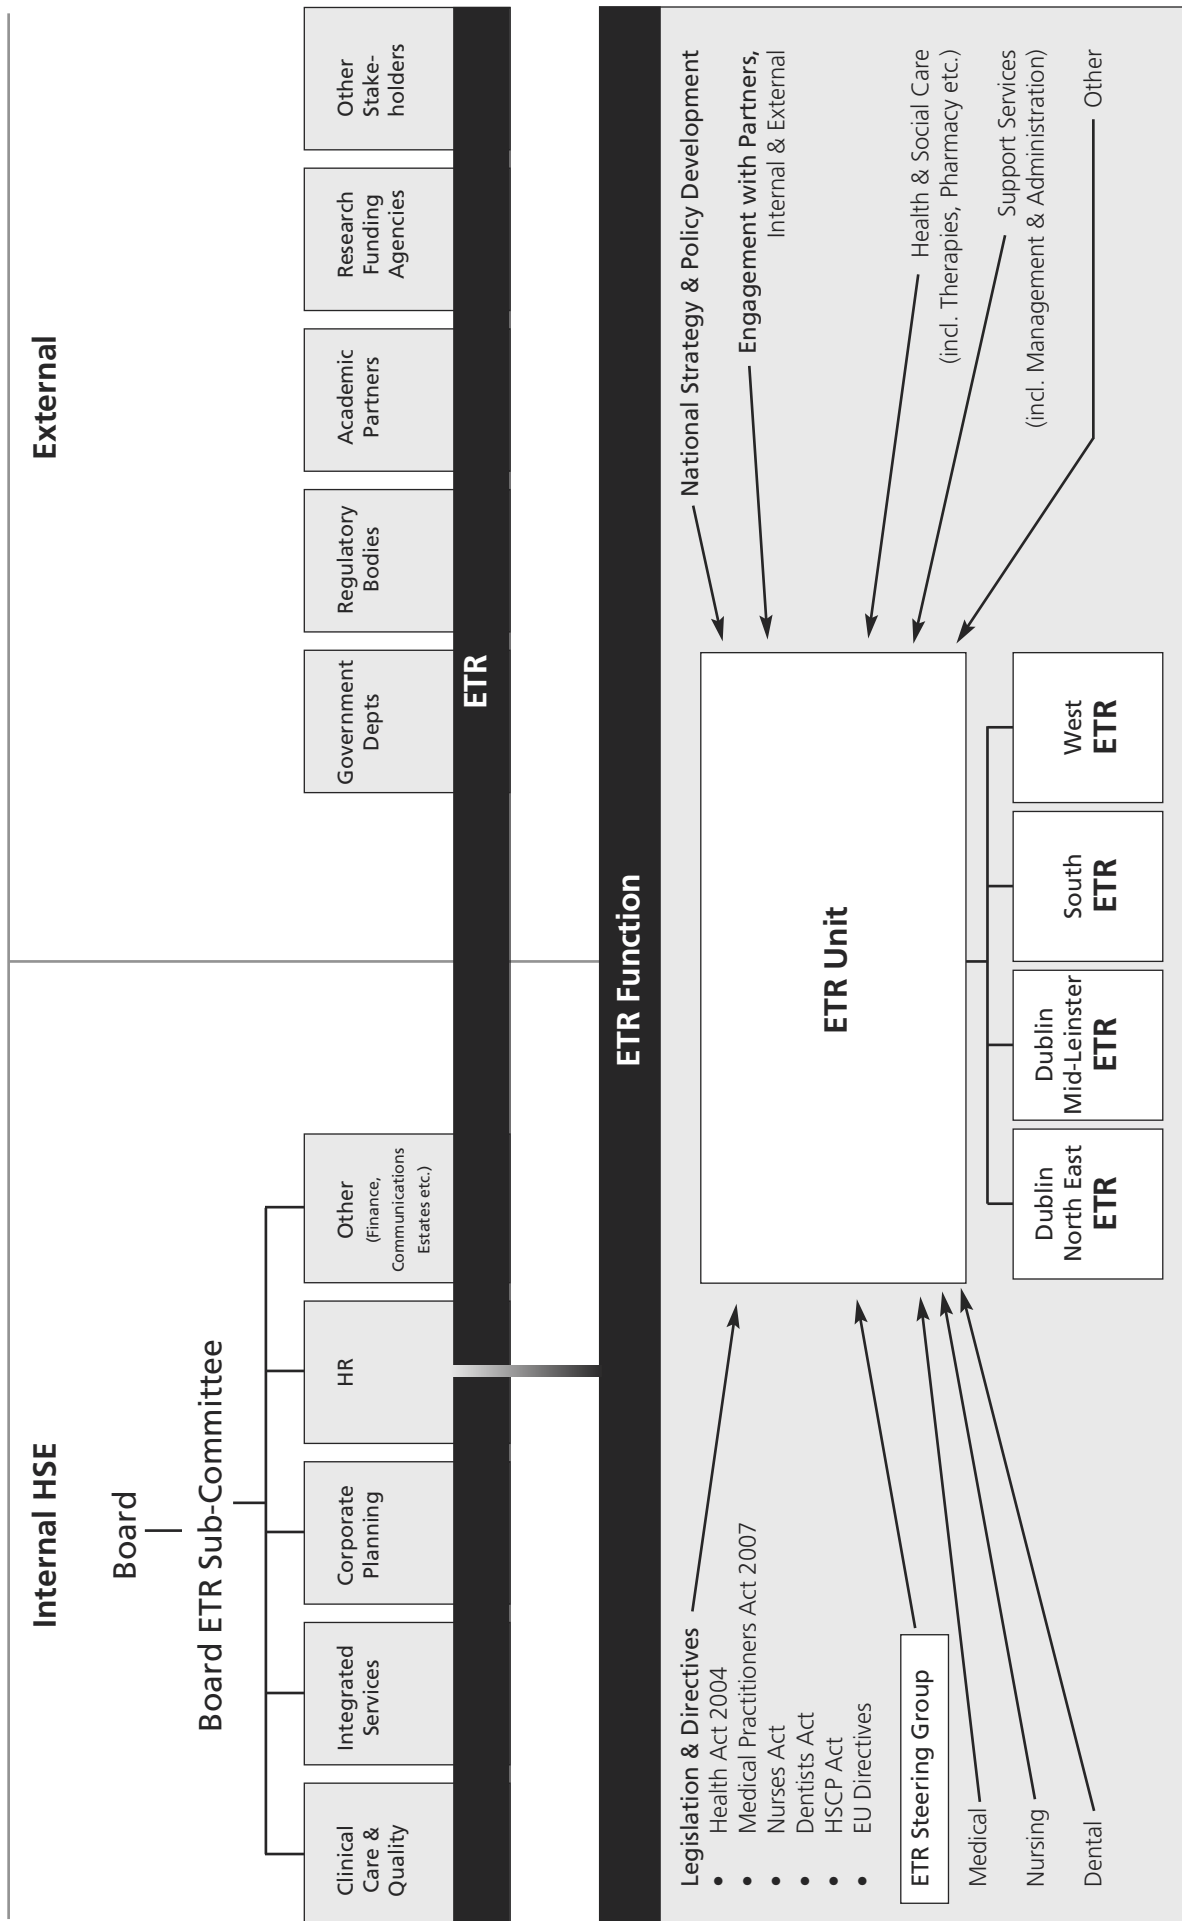 Internal HSE
External
Board
Board ETR Sub-Committee
Clinical
Care &
Quality
Integrated
Services
Corporate
Planning
HR
Other
(Finance,
Communications
Estates etc.)
Government
Depts
Regulatory
Bodies
Academic
Partners
Research
Funding
Agencies
Other
Stake-
holders
ETR
ETR Function
Legislation & Directives
• Health Act 2004
• Medical Practitioners Act 2007
• Nurses Act
• Dentists Act
• HSCP Act
• EU Directives
ETR Steering Group
Medical
Nursing
Dental
ETR Unit
National Strategy & Policy Development
Engagement with Partners,
Internal & External
Health & Social Care
(incl. Therapies, Pharmacy etc.)
Support Services
(incl. Management & Administration)
Other
Dublin
North East
ETR
Dublin
Mid-Leinster
ETR
South
ETR
West
ETR